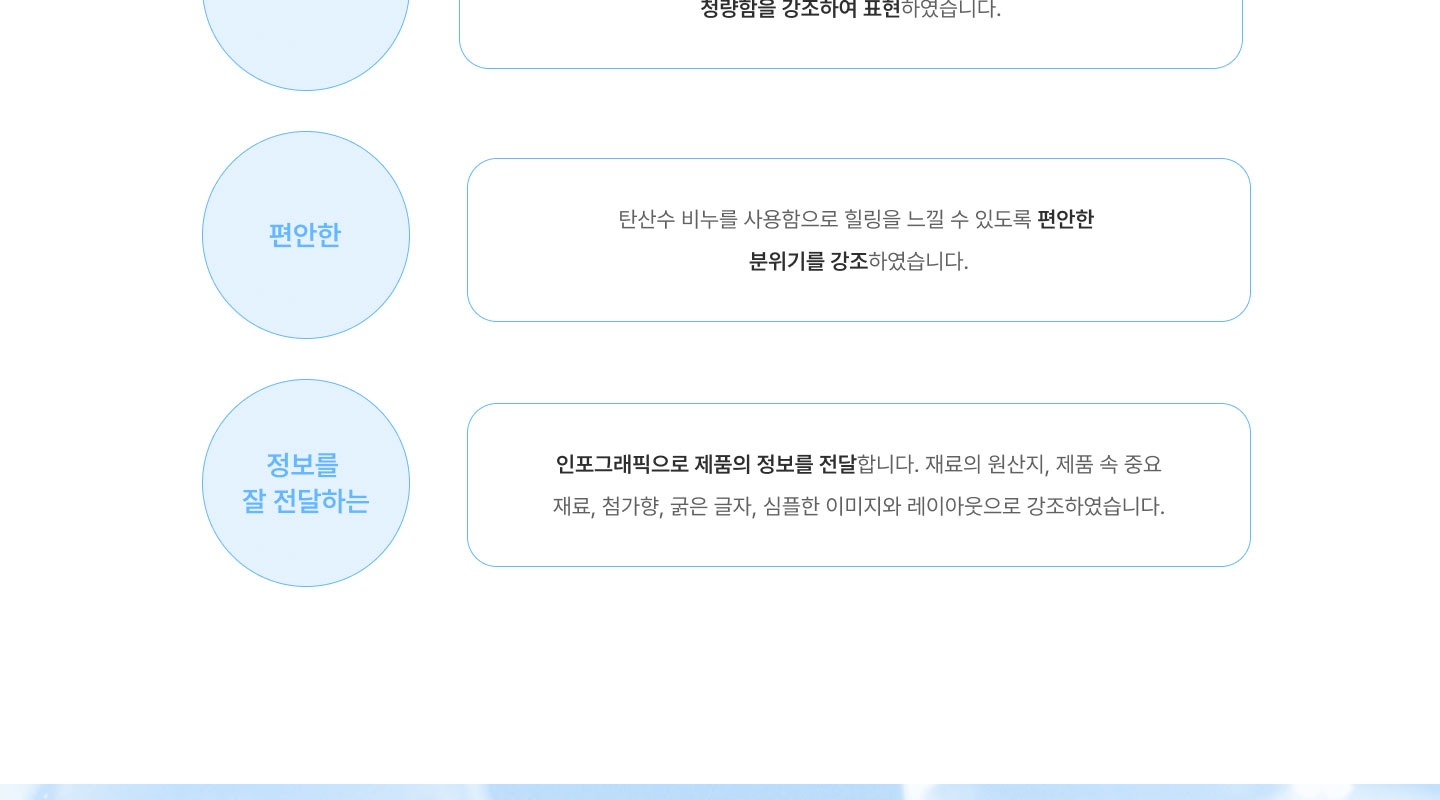 청량함을 강조하여 표현하였습니다.
편안한
탄산수 비누를 사용함으로 힐링을 느낄 수 있도록 편안한
분위기를 강조하였습니다.
정보를
잘 전달하는
인포그래픽으로 제품의 정보를 전달합니다. 재료의 원산지, 제품 속 중요
재료, 첨가향, 굵은 글자, 심플한 이미지와 레이아웃으로 강조하였습니다.